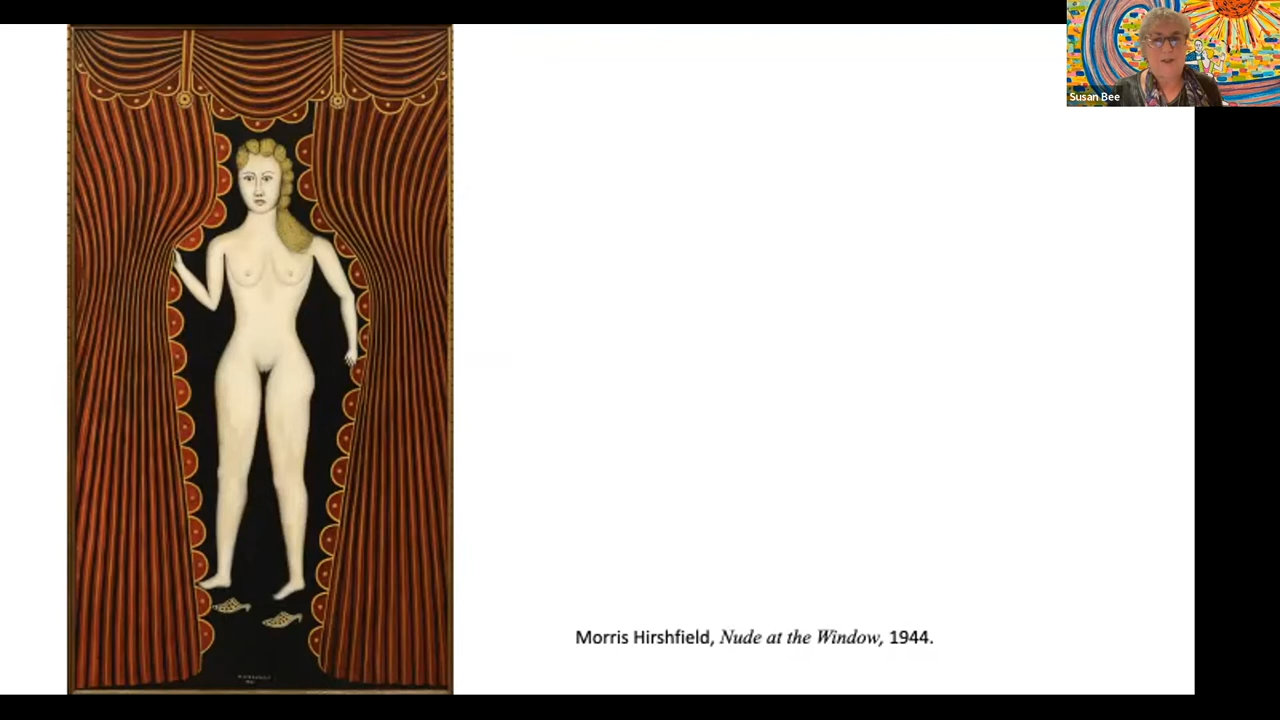 Susan Bee
Morris Hirshfield, Nude at the Window, 1944.